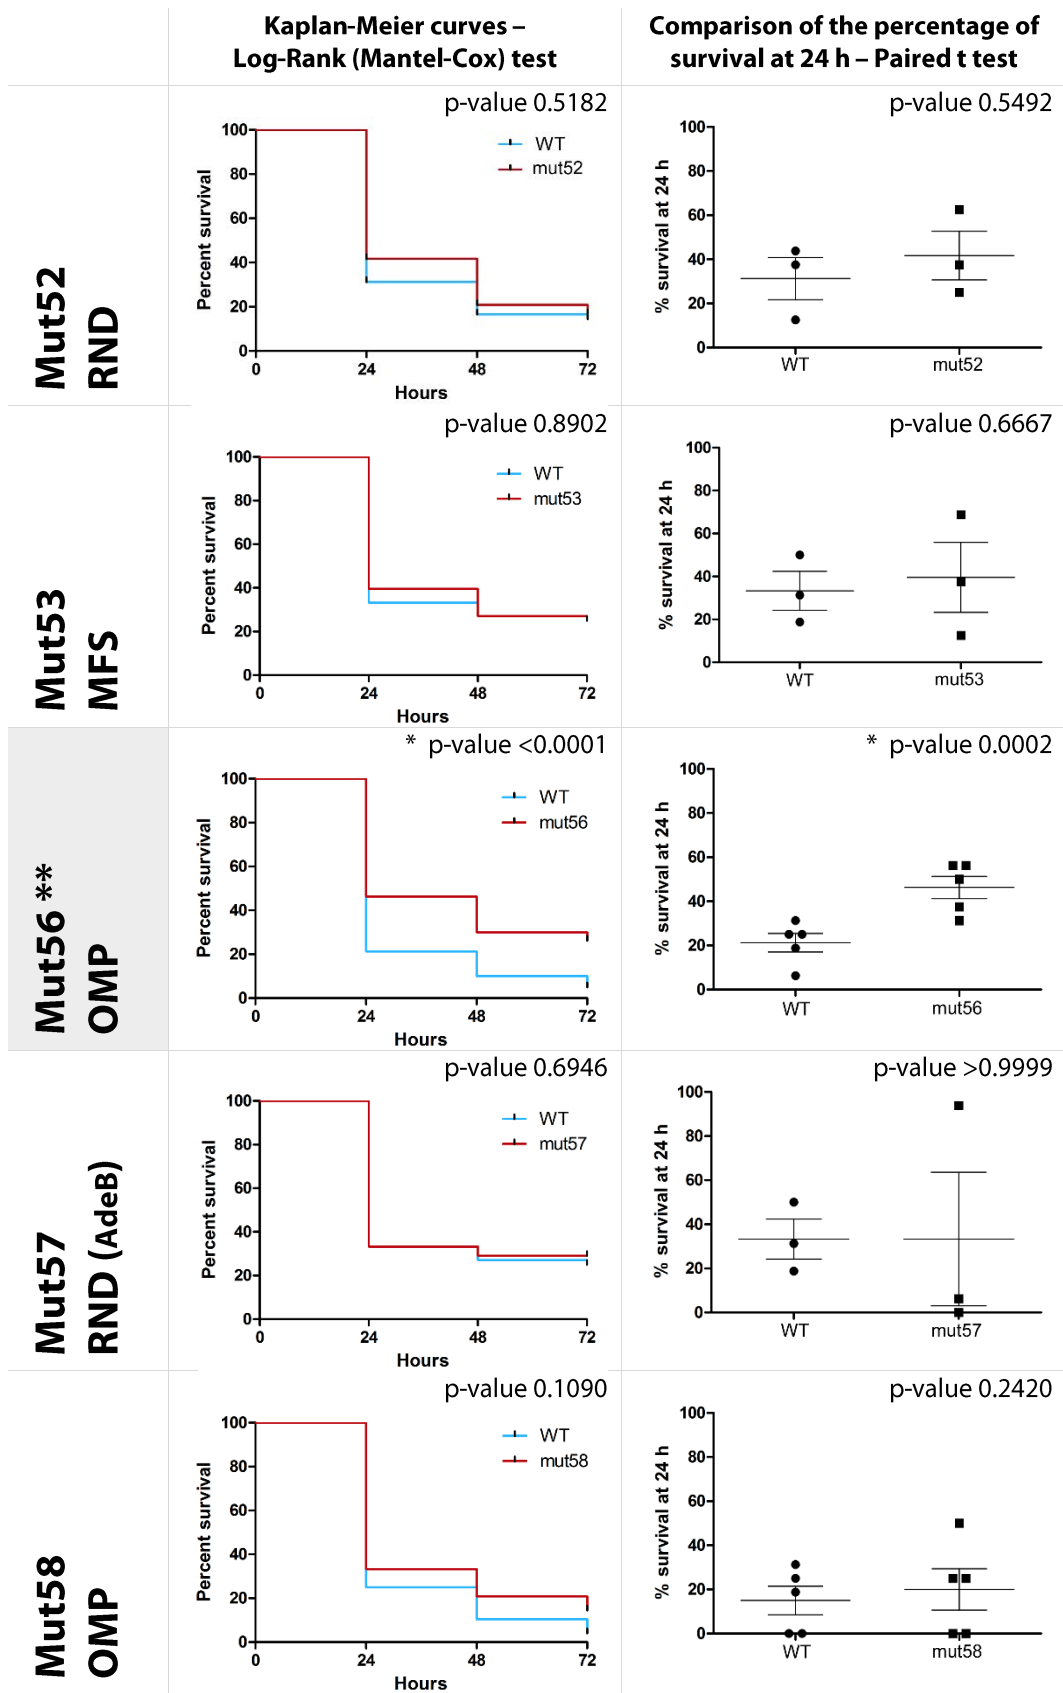 Kaplan-Meier curves –
Log-Rank (Mantel-Cox) test
Comparison of the percentage of
survival at 24 h – Paired t test
Mut52
RND
p-value 0.5182
Percent survival
100
80
60
40
20
0
0 24 48 72
Hours
WT
mut52
p-value 0.5492
% survival at 24 h
100
80
60
40
20
0
WT mut52
Mut53
MFS
p-value 0.8902
Percent survival
100
80
60
40
20
0
0 24 48 72
Hours
WT
mut53
p-value 0.6667
% survival at 24 h
100
80
60
40
20
0
WT mut53
Mut56 **
OMP
* p-value <0.0001
Percent survival
100
80
60
40
20
0
0 24 48 72
Hours
WT
mut56
* p-value 0.0002
% survival at 24 h
100
80
60
40
20
0
WT mut56
Mut57
RND (AdeB)
p-value 0.6946
Percent survival
100
80
60
40
20
0
0 24 48 72
Hours
WT
mut57
p-value >0.9999
% survival at 24 h
100
80
60
40
20
0
WT mut57
Mut58
OMP
p-value 0.1090
Percent survival
100
80
60
40
20
0
0 24 48 72
Hours
WT
mut58
p-value 0.2420
% survival at 24 h
100
80
60
40
20
0
WT mut58